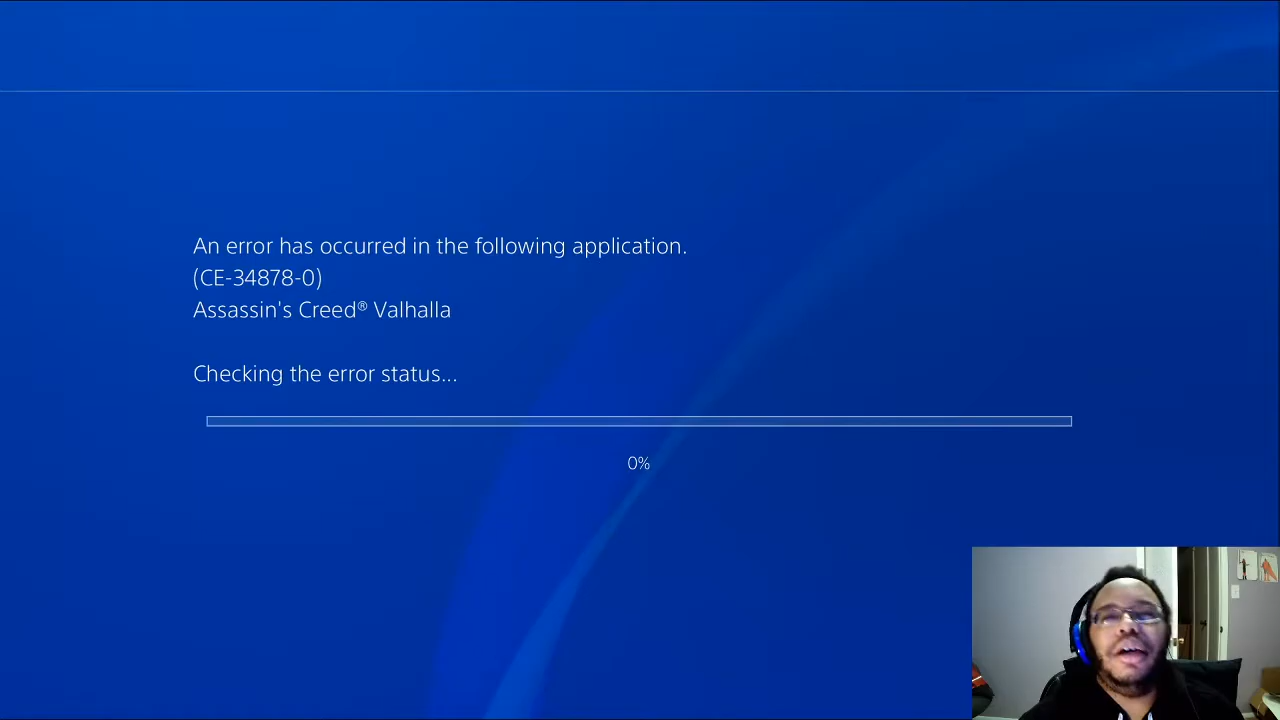 An error has occurred in the following application.
(CE-34878-0)
Assassin's Creed® Valhalla
Checking the error status...
0%